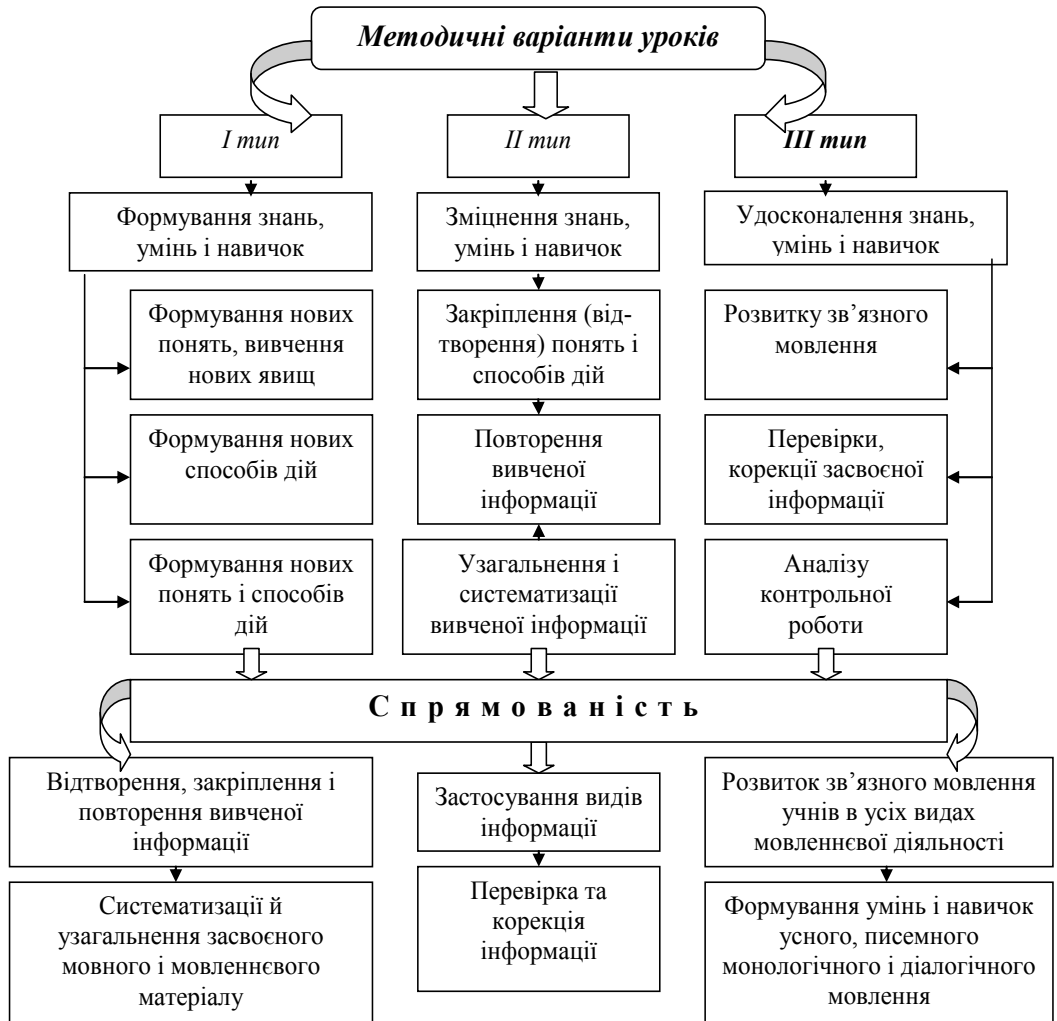 Методичні варіанти уроків
І тип
ІІ тип
ІІІ тип
Формування знань,
умінь і навичок
Зміцнення знань,
умінь і навичок
Удосконалення знань,
умінь і навичок
Формування нових
понять, вивчення
нових явищ
Закріплення (від-
творення) понять і
способів дій
Розвитку зв’язного
мовлення
Формування нових
способів дій
Повторення
вивченої
інформації
Перевірки,
корекції засвоєної
інформації
Формування нових
понять і способів
дій
Узагальнення і
систематизації
вивченої інформації
Аналізу
контрольної
роботи
С п р я м о в а н і с т ь
Відтворення, закріплення і
повторення вивченої
інформації
Застосування видів
інформації
Розвиток зв’язного мовлення
учнів в усіх видах
мовленнєвої діяльності
Систематизації й
узагальнення засвоєного
мовного і мовленнєвого
матеріалу
Перевірка та
корекція
інформації
Формування умінь і навичок
усного, писемного
монологічного і діалогічного
мовлення